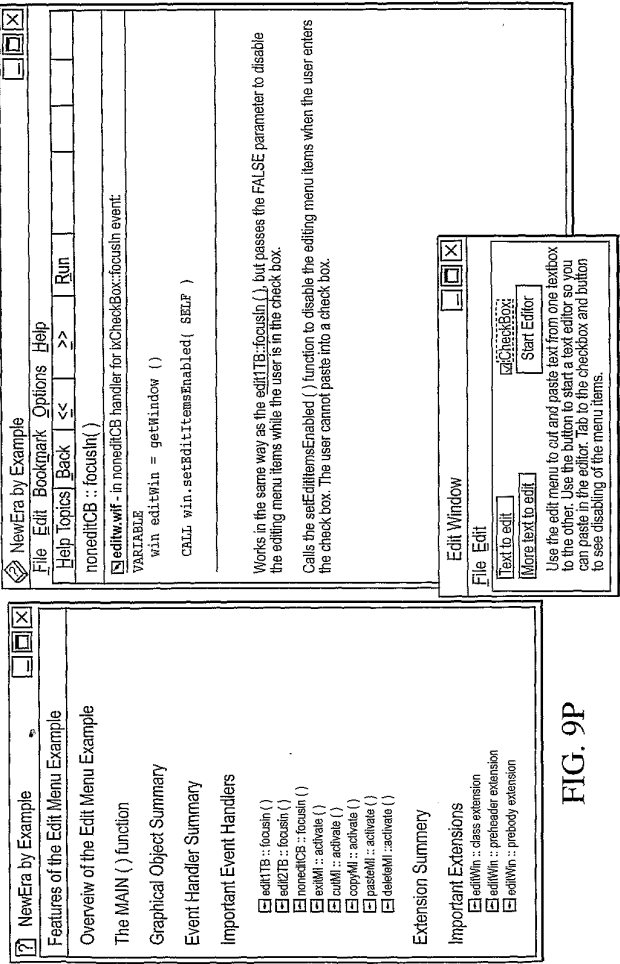 ? NewEra by Example
Features of the Edit Menu Example
Overveiw of the Edit Menu Example
The MAIN ( ) function
Graphical Object Summary
Event Handler Summary
Important Event Handlers
edit1TB :: focusIn ( )
edit2TB :: focusIn ( )
noneditCB :: focusIn ( )
exitMI :: activate ( )
cutMI :: activate ( )
copyMI :: activate ( )
pasteMI :: activate ( )
deleteMI ::activate ( )
Extension Summery
Important Extensions
editWin :: class extension
editWin :: preheader extension
editWin :: prebody extension
NewEra by Example
File Edit Bookmark Options Help
Help Topics Back << >> Run
noneditCB :: focusIn( )
editw.wif - in noneditCB handler for ixCheckBox::focusIn event:
VARIABLE
win editWin = getWindow ()
CALL win.setEditItemsEnabled( SELF )
Works in the same way as the edit1TB::focusIn ( ), but passes the FALSE parameter to disable
the editing menu items while the user is in the check box.
Calls the setEditItemsEnabled ( ) function to disable the editing menu items when the user enters
the check box. The user cannot paste into a check box.
Edit Window
File Edit
Text to edit
iCheckBox:
More text to edit
Start Editor
Use the edit menu to cut and paste text from one textbox
to the other. Use the button to start a text editor so you
can paste in the editor. Tab to the checkbox and button
to see disabling of the menu items.
FIG. 9P